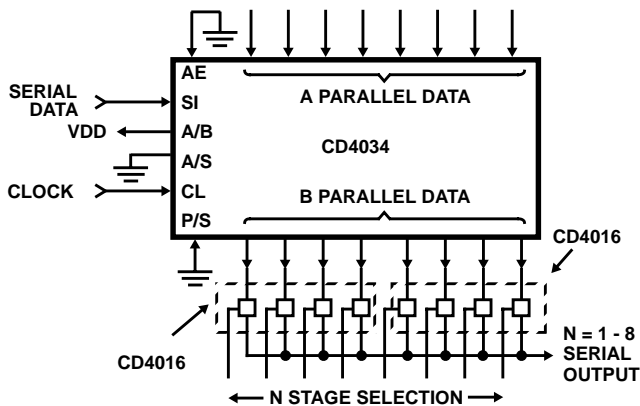 AE
SERIAL
DATA
SI
A PARALLEL DATA
VDD
A/B
CD4034
A/S
CLOCK
CL
B PARALLEL DATA
P/S
CD4016
CD4016
N = 1 - 8
SERIAL
OUTPUT
N STAGE SELECTION